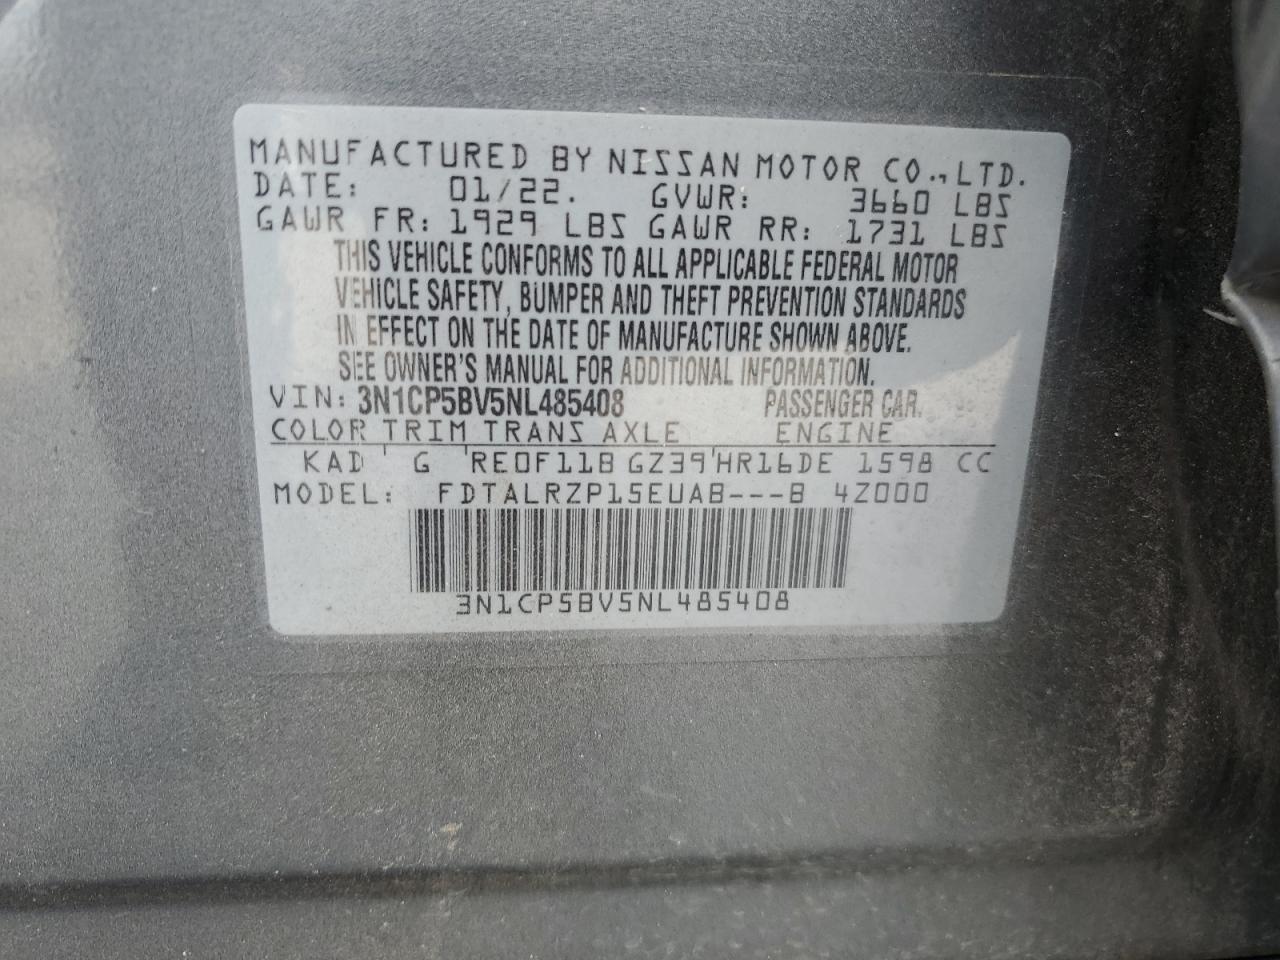 MANUFACTURED BY NISSAN MOTOR CO., LTD.
DATE: 01/22. GVWR: 3660 LBS
GAWR FR: 1929 LBS GAWR RR: 1731 LBS
THIS VEHICLE CONFORMS TO ALL APPLICABLE FEDERAL MOTOR
VEHICLE SAFETY, BUMPER AND THEFT PREVENTION STANDARDS
IN EFFECT ON THE DATE OF MANUFACTURE SHOWN ABOVE.
SEE OWNER'S MANUAL FOR ADDITIONAL INFORMATION.
VIN: 3N1CP5BV5NL485408 PASSENGER CAR.
COLOR TRIM TRANS AXLE ENGINE
KAD ' G 'RE0F11B GZ39'HR16DE 1598 CC
MODEL: FDTALRZP15EUAB---B 4Z000
3N1CP5BV5NL485408